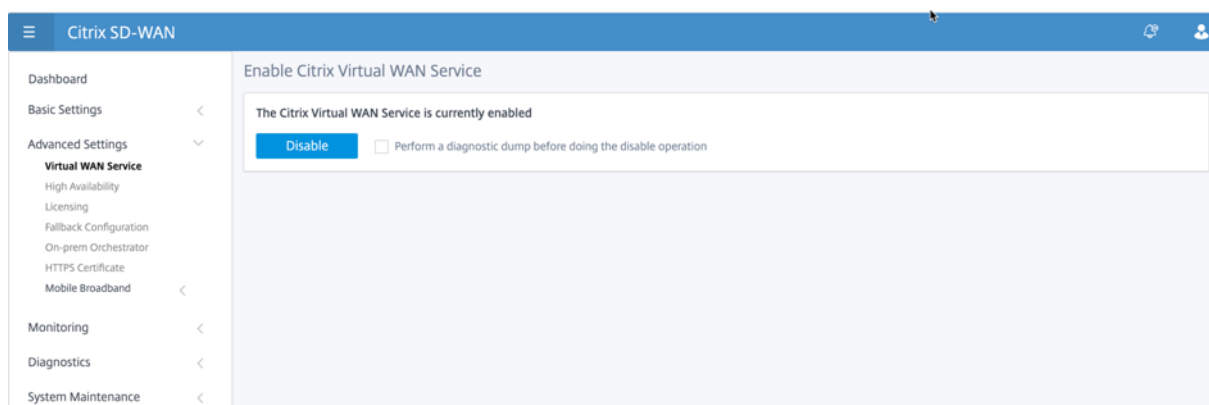 Citrix SD-WAN
Dashboard
Basic Settings
Advanced Settings
Virtual WAN Service
High Availability
Licensing
Fallback Configuration
On-prem Orchestrator
HTTPS Certificate
Mobile Broadband
Monitoring
Diagnostics
System Maintenance
Enable Citrix Virtual WAN Service
The Citrix Virtual WAN Service is currently enabled
Disable
Perform a diagnostic dump before doing the disable operation